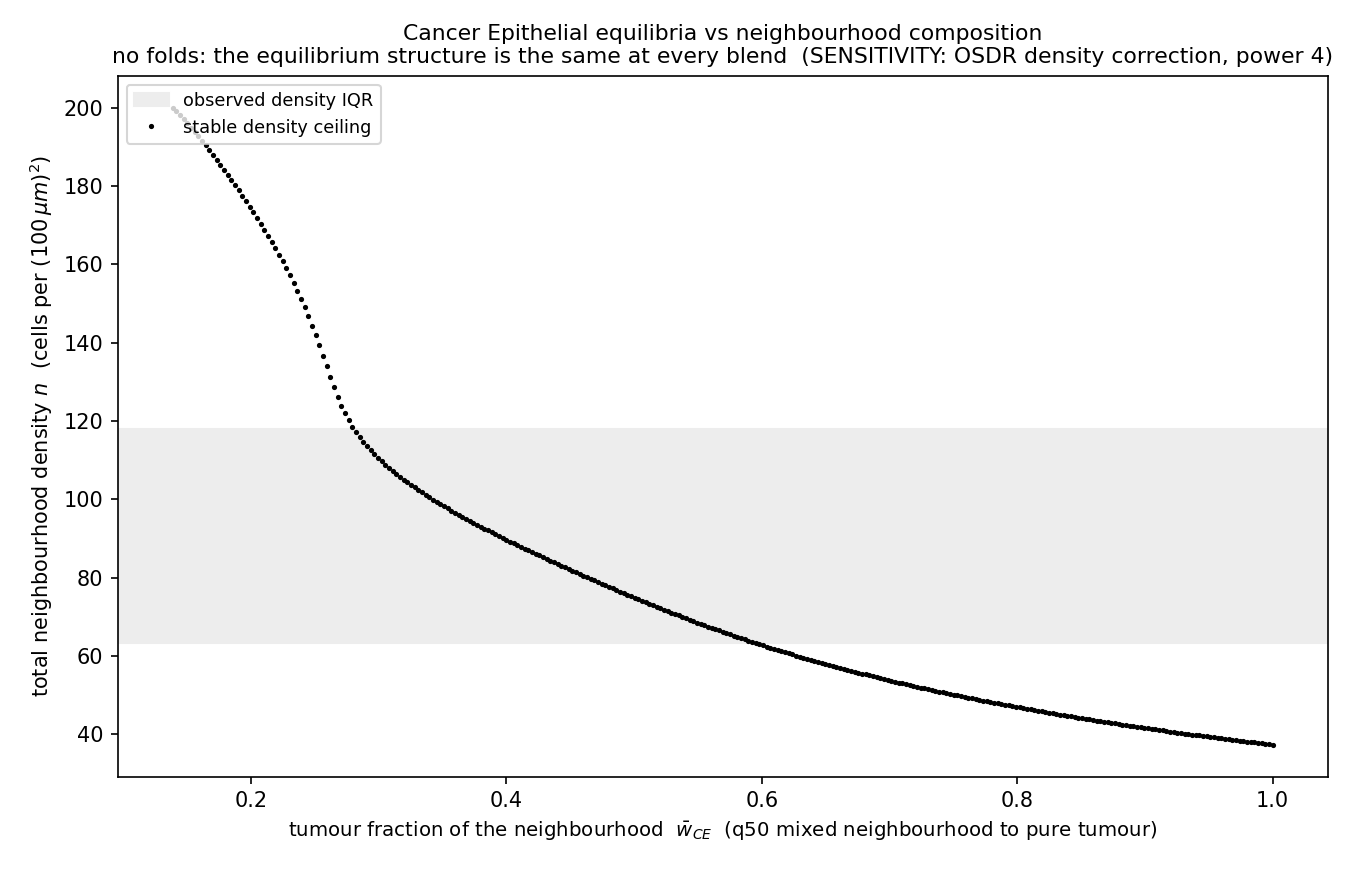 Cancer Epithelial equilibria vs neighbourhood composition
no folds: the equilibrium structure is the same at every blend (SENSITIVITY: OSDR density correction, power 4)
observed density IQR
stable density ceiling
total neighbourhood density n (cells per (100 μm)²)
200
180
160
140
120
100
80
60
40
0.2
0.4
0.6
0.8
1.0
tumour fraction of the neighbourhood w̄_CE (q50 mixed neighbourhood to pure tumour)